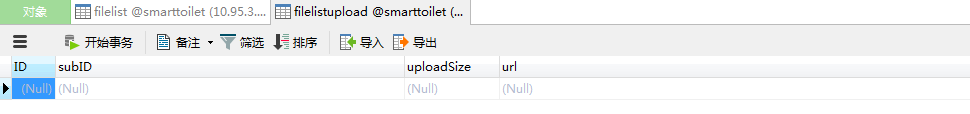 对象 filelist @smarttoilet (10.95.3.... filelistupload @smarttoilet (...
开始事务 备注 筛选 排序 导入 导出
ID subID uploadSize url
(Null) (Null) (Null) (Null)